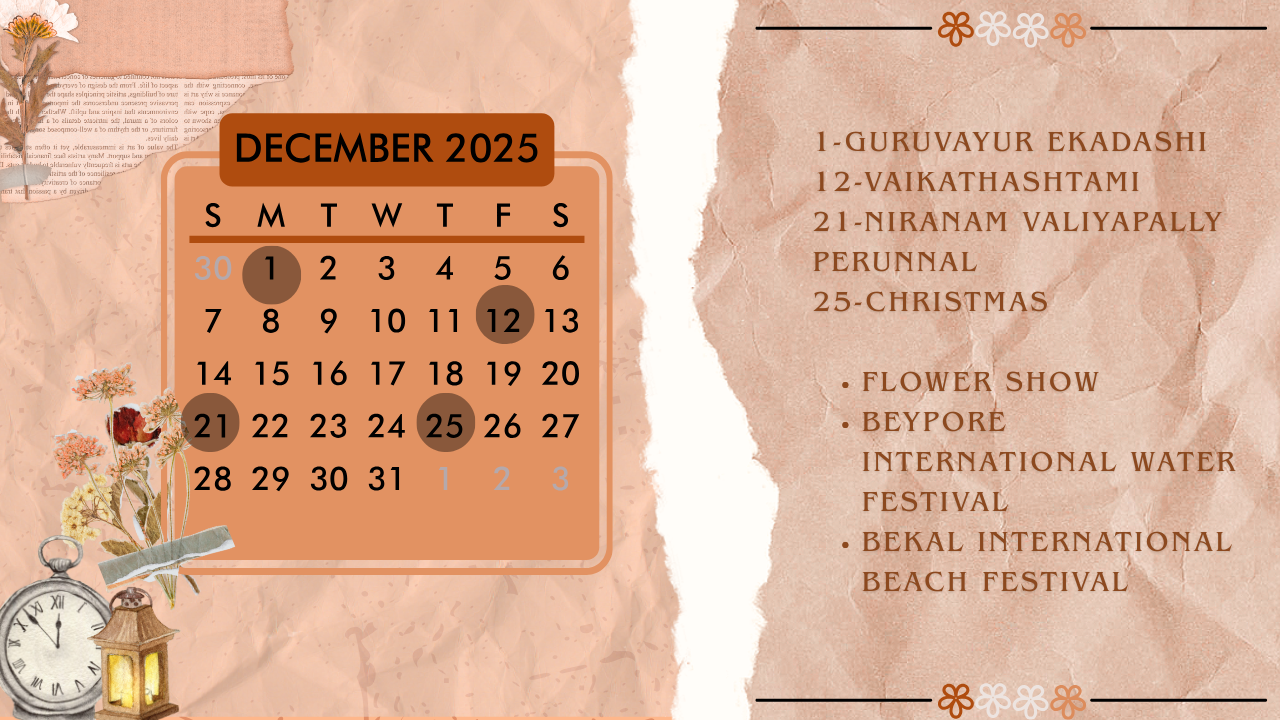 DECEMBER 2025
S M T W T F S
30 1 2 3 4 5 6
7 8 9 10 11 12 13
14 15 16 17 18 19 20
21 22 23 24 25 26 27
28 29 30 31 1 2 3
1-GURUVAYUR EKADASHI
12-VAIKATHASHTAMI
21-NIRANAM VALIYAPALLY
PERUNNAL
25-CHRISTMAS
• FLOWER SHOW
• BEYPORE
INTERNATIONAL WATER
FESTIVAL
• BEKAL INTERNATIONAL
BEACH FESTIVAL